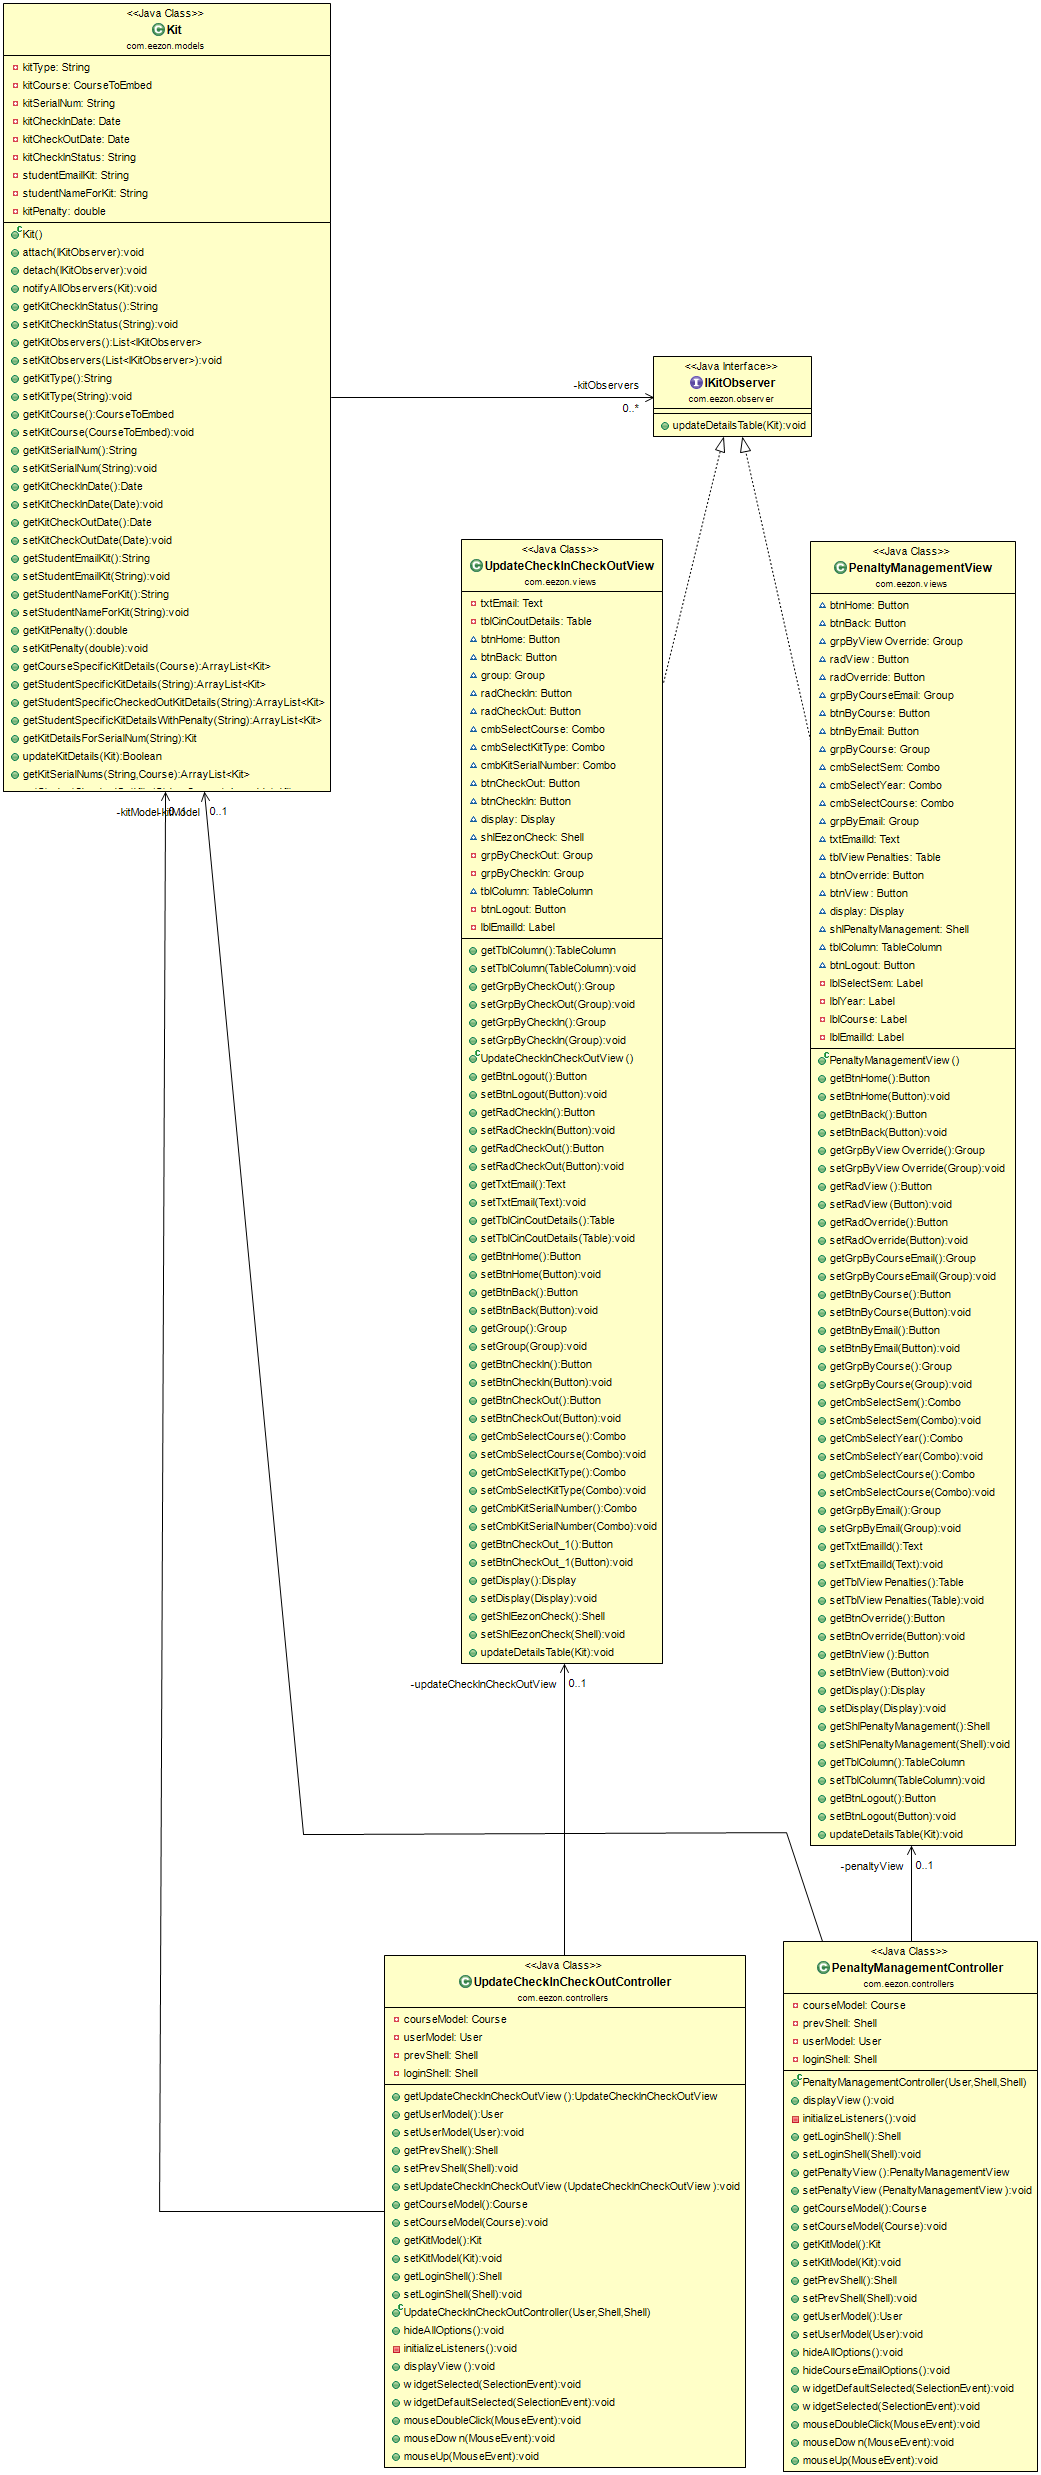 <<Java Class>>
Kit
com.eezon.models
kitType: String
kitCourse: CourseToEmbed
kitSerialNum: String
kitCheckInDate: Date
kitCheckOutDate: Date
kitCheckInStatus: String
studentEmailKit: String
studentNameForKit: String
kitPenalty: double
Kit()
attach(IKitObserver):void
detach(IKitObserver):void
notifyAllObservers(Kit):void
getKitCheckInStatus():String
setKitCheckInStatus(String):void
getKitObservers():List<IKitObserver>
setKitObservers(List<IKitObserver>):void
getKitType():String
setKitType(String):void
getKitCourse():CourseToEmbed
setKitCourse(CourseToEmbed):void
getKitSerialNum():String
setKitSerialNum(String):void
getKitCheckInDate():Date
setKitCheckInDate(Date):void
getKitCheckOutDate():Date
setKitCheckOutDate(Date):void
getStudentEmailKit():String
setStudentEmailKit(String):void
getStudentNameForKit():String
setStudentNameForKit(String):void
getKitPenalty():double
setKitPenalty(double):void
getCourseSpecificKitDetails(Course):ArrayList<Kit>
getStudentSpecificKitDetails(String):ArrayList<Kit>
getStudentSpecificCheckedOutKitDetails(String):ArrayList<Kit>
getStudentSpecificKitDetailsWithPenalty(String):ArrayList<Kit>
getKitDetailsForSerialNum(String):Kit
updateKitDetails(Kit):Boolean
getKitSerialNums(String,Course):ArrayList<Kit>
-kitObservers
0..*
<<Java Interface>>
IKitObserver
com.eezon.observer
updateDetailsTable(Kit):void
-kitModel
-kitModel
0..1
<<Java Class>>
UpdateCheckInCheckOutView
com.eezon.views
txtEmail: Text
tblCinCoutDetails: Table
btnHome: Button
btnBack: Button
group: Group
radCheckIn: Button
radCheckOut: Button
cmbSelectCourse: Combo
cmbSelectKitType: Combo
cmbKitSerialNumber: Combo
btnCheckOut: Button
btnCheckIn: Button
display: Display
shlEezonCheck: Shell
grpByCheckOut: Group
grpByCheckIn: Group
tblColumn: TableColumn
btnLogout: Button
lblEmailId: Label
getTblColumn():TableColumn
setTblColumn(TableColumn):void
getGrpByCheckOut():Group
setGrpByCheckOut(Group):void
getGrpByCheckIn():Group
setGrpByCheckIn(Group):void
UpdateCheckInCheckOutView()
getBtnLogout():Button
setBtnLogout(Button):void
getRadCheckIn():Button
setRadCheckIn(Button):void
getRadCheckOut():Button
setRadCheckOut(Button):void
getTxtEmail():Text
setTxtEmail(Text):void
getTblCinCoutDetails():Table
setTblCinCoutDetails(Table):void
getBtnHome():Button
setBtnHome(Button):void
getBtnBack():Button
setBtnBack(Button):void
getGroup():Group
setGroup(Group):void
getBtnCheckIn():Button
setBtnCheckIn(Button):void
getBtnCheckOut():Button
setBtnCheckOut(Button):void
getCmbSelectCourse():Combo
setCmbSelectCourse(Combo):void
getCmbSelectKitType():Combo
setCmbSelectKitType(Combo):void
getCmbKitSerialNumber():Combo
setCmbKitSerialNumber(Combo):void
getBtnCheckOut_1():Button
setBtnCheckOut_1(Button):void
getDisplay():Display
setDisplay(Display):void
getShlEezonCheck():Shell
setShlEezonCheck(Shell):void
updateDetailsTable(Kit):void
-updateCheckInCheckOutView
0..1
<<Java Class>>
PenaltyManagementView
com.eezon.views
btnHome: Button
btnBack: Button
grpByViewOverride: Group
radView: Button
radOverride: Button
grpByCourseEmail: Group
btnByCourse: Button
btnByEmail: Button
grpByCourse: Group
cmbSelectSem: Combo
cmbSelectYear: Combo
cmbSelectCourse: Combo
grpByEmail: Group
txtEmailId: Text
tblViewPenalties: Table
btnOverride: Button
btnView: Button
display: Display
shlPenaltyManagement: Shell
tblColumn: TableColumn
btnLogout: Button
lblSelectSem: Label
lblYear: Label
lblCourse: Label
lblEmailId: Label
PenaltyManagementView()
getBtnHome():Button
setBtnHome(Button):void
getBtnBack():Button
setBtnBack(Button):void
getGrpByViewOverride():Group
setGrpByViewOverride(Group):void
getRadView():Button
setRadView(Button):void
getRadOverride():Button
setRadOverride(Button):void
getGrpByCourseEmail():Group
setGrpByCourseEmail(Group):void
getBtnByCourse():Button
setBtnByCourse(Button):void
getBtnByEmail():Button
setBtnByEmail(Button):void
getGrpByCourse():Group
setGrpByCourse(Group):void
getCmbSelectSem():Combo
setCmbSelectSem(Combo):void
getCmbSelectYear():Combo
setCmbSelectYear(Combo):void
getCmbSelectCourse():Combo
setCmbSelectCourse(Combo):void
getGrpByEmail():Group
setGrpByEmail(Group):void
getTxtEmailId():Text
setTxtEmailId(Text):void
getTblViewPenalties():Table
setTblViewPenalties(Table):void
getBtnOverride():Button
setBtnOverride(Button):void
getBtnView():Button
setBtnView(Button):void
getDisplay():Display
setDisplay(Display):void
getShlPenaltyManagement():Shell
setShlPenaltyManagement(Shell):void
getTblColumn():TableColumn
setTblColumn(TableColumn):void
getBtnLogout():Button
setBtnLogout(Button):void
updateDetailsTable(Kit):void
-penaltyView
0..1
<<Java Class>>
UpdateCheckInCheckOutController
com.eezon.controllers
courseModel: Course
userModel: User
prevShell: Shell
loginShell: Shell
getUpdateCheckInCheckOutView():UpdateCheckInCheckOutView
getUserModel():User
setUserModel(User):void
getPrevShell():Shell
setPrevShell(Shell):void
setUpdateCheckInCheckOutView(UpdateCheckInCheckOutView):void
getCourseModel():Course
setCourseModel(Course):void
getKitModel():Kit
setKitModel(Kit):void
getLoginShell():Shell
setLoginShell(Shell):void
UpdateCheckInCheckOutController(User,Shell,Shell)
hideAllOptions():void
initializeListeners():void
displayView():void
widgetSelected(SelectionEvent):void
widgetDefaultSelected(SelectionEvent):void
mouseDoubleClick(MouseEvent):void
mouseDown(MouseEvent):void
mouseUp(MouseEvent):void
<<Java Class>>
PenaltyManagementController
com.eezon.controllers
courseModel: Course
prevShell: Shell
userModel: User
loginShell: Shell
PenaltyManagementController(User,Shell,Shell)
displayView():void
initializeListeners():void
getLoginShell():Shell
setLoginShell(Shell):void
getPenaltyView():PenaltyManagementView
setPenaltyView(PenaltyManagementView):void
getCourseModel():Course
setCourseModel(Course):void
getKitModel():Kit
setKitModel(Kit):void
getPrevShell():Shell
setPrevShell(Shell):void
getUserModel():User
setUserModel(User):void
hideAllOptions():void
hideCourseEmailOptions():void
widgetDefaultSelected(SelectionEvent):void
widgetSelected(SelectionEvent):void
mouseDoubleClick(MouseEvent):void
mouseDown(MouseEvent):void
mouseUp(MouseEvent):void